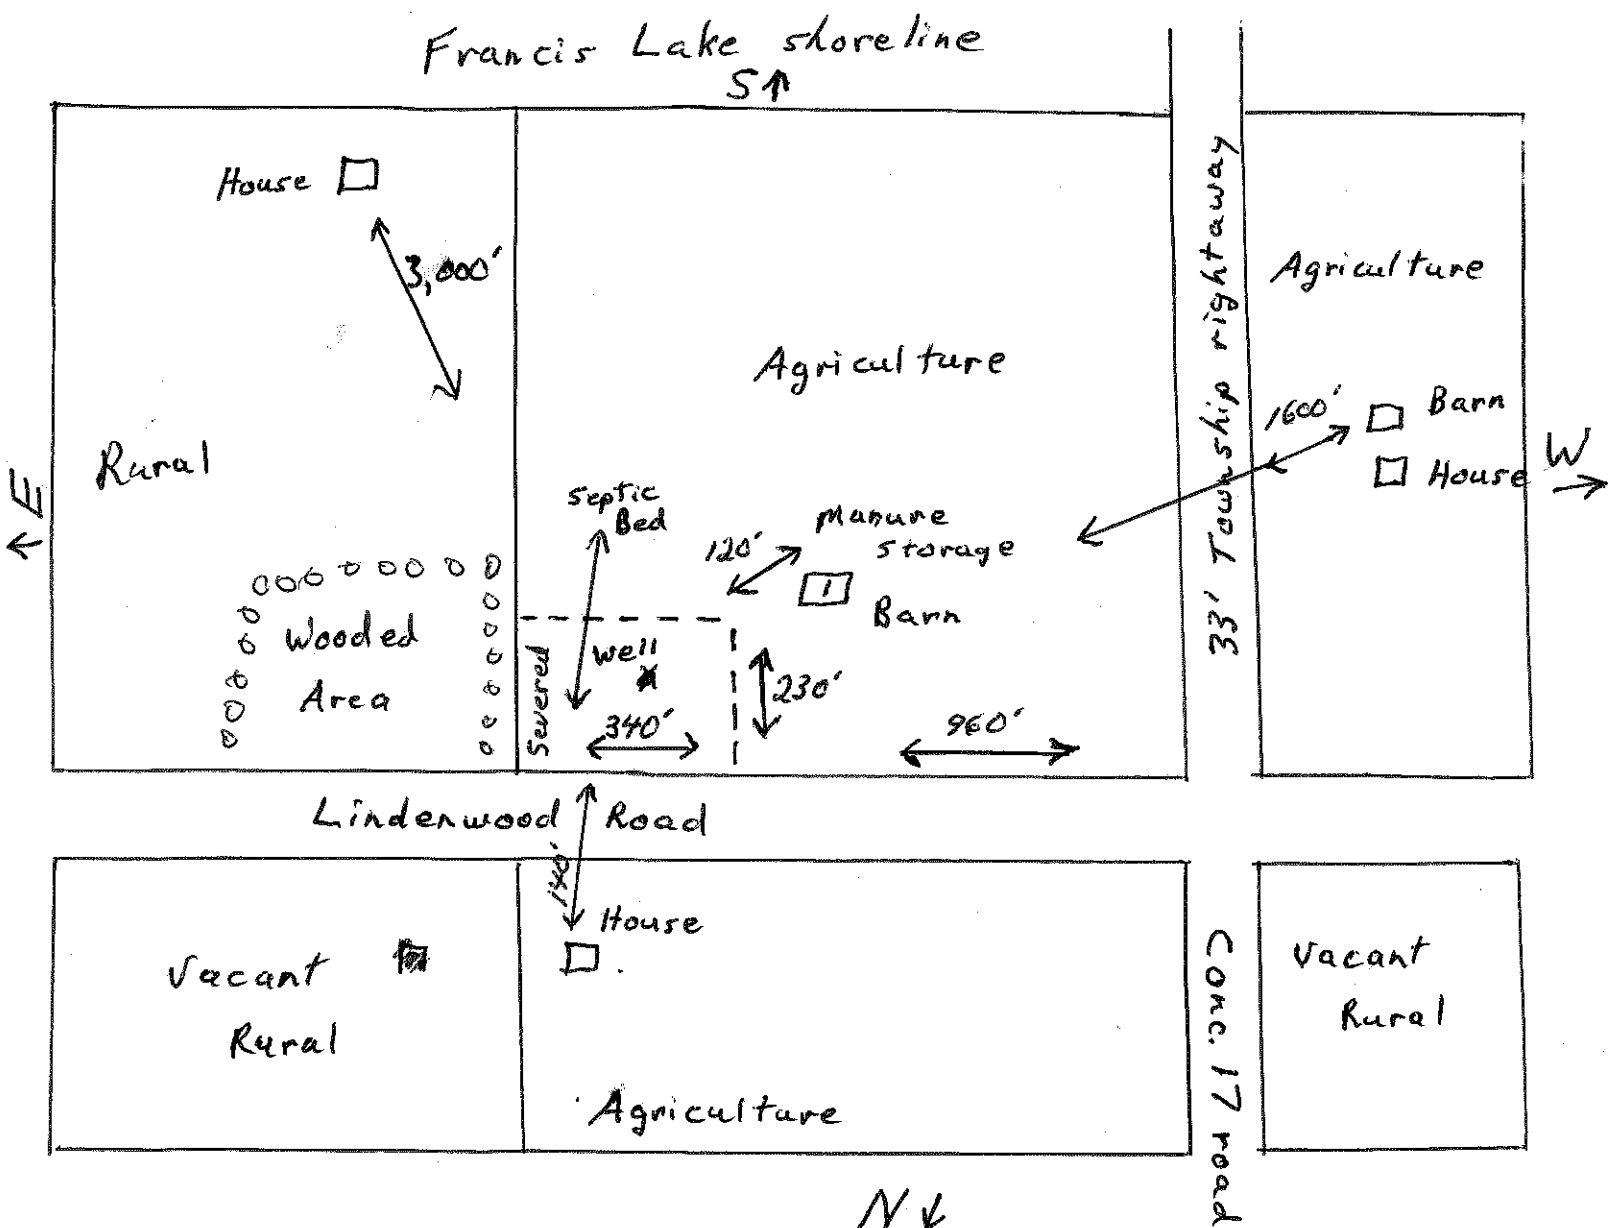 Francis Lake shoreline
S↑
House
3,000'
Rural
← E
Wooded
Area
Agriculture
Septic
Bed
120'
Manure
storage
Barn
Severed
Well
x
340'
230'
960'
33' Township rightaway
Agriculture
1600'
Barn
House
W →
Lindenwood Road
140'
House
Vacant
Rural
Agriculture
Conc. 17 road
Vacant
Rural
N ↓